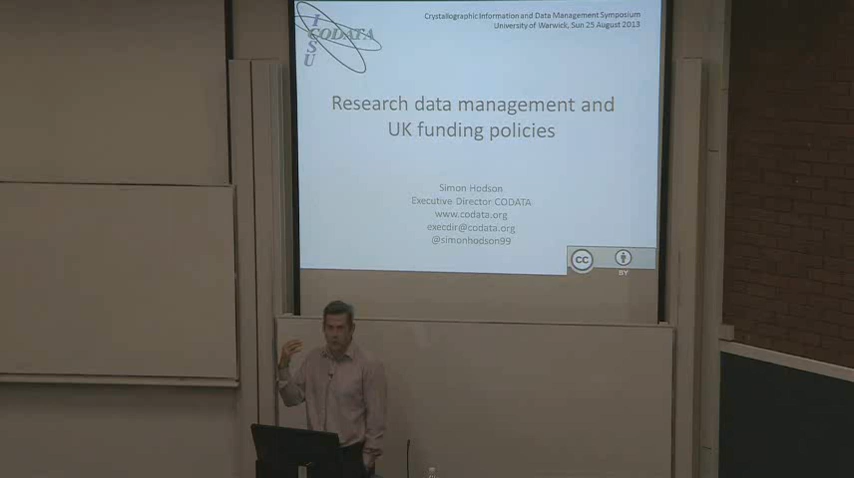 ICSU
CODATA
Crystallographic Information and Data Management Symposium
University of Warwick, Sun 25 August 2013
Research data management and
UK funding policies
Simon Hodson
Executive Director CODATA
www.codata.org
execdir@codata.org
@simonhodson99
CC
BY